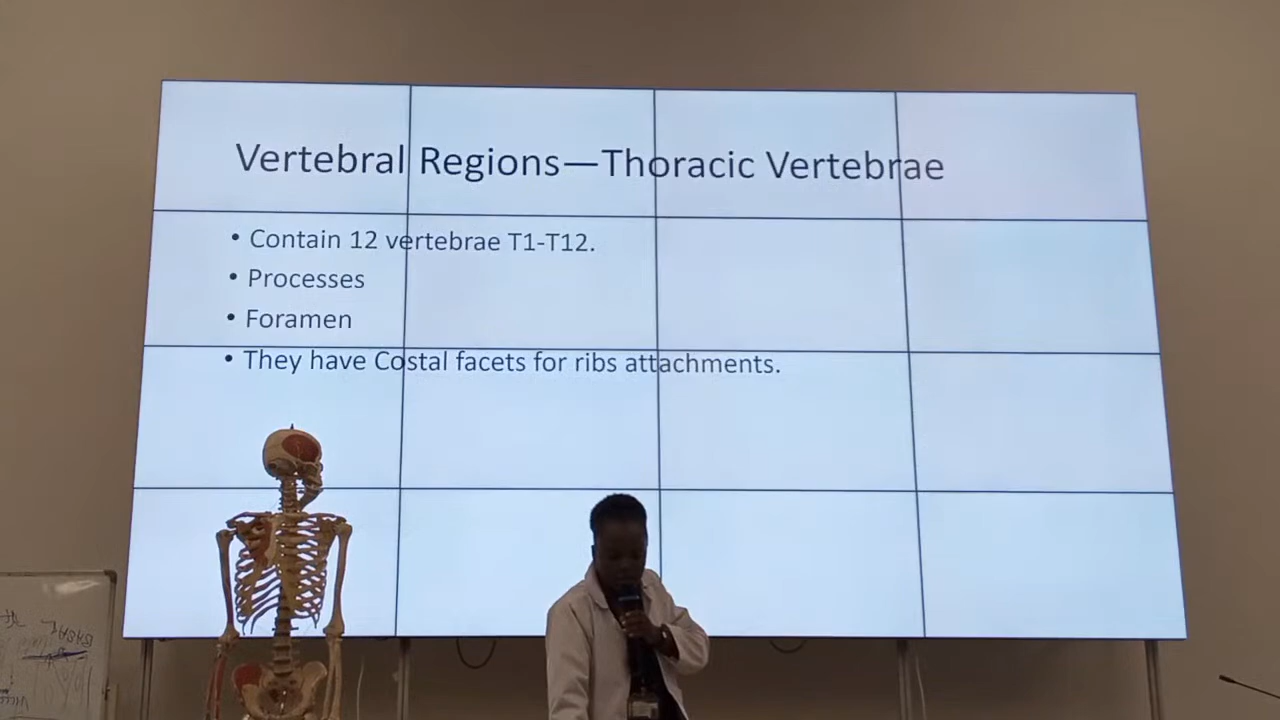 Vertebral Regions—Thoracic Vertebrae
• Contain 12 vertebrae T1-T12.
• Processes
• Foramen
• They have Costal facets for ribs attachments.